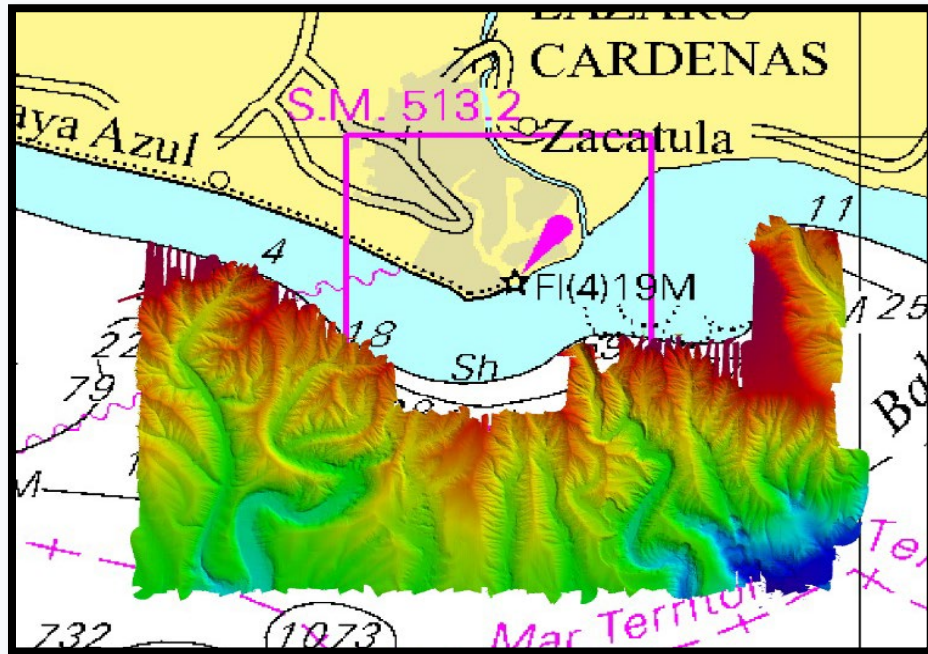 CARDENAS
S.M. 513.2
Zacatula
aya Azul
11
4
Fl(4)19M
25
M
18
22
Sh
79
M
Mar Territor
732
1073